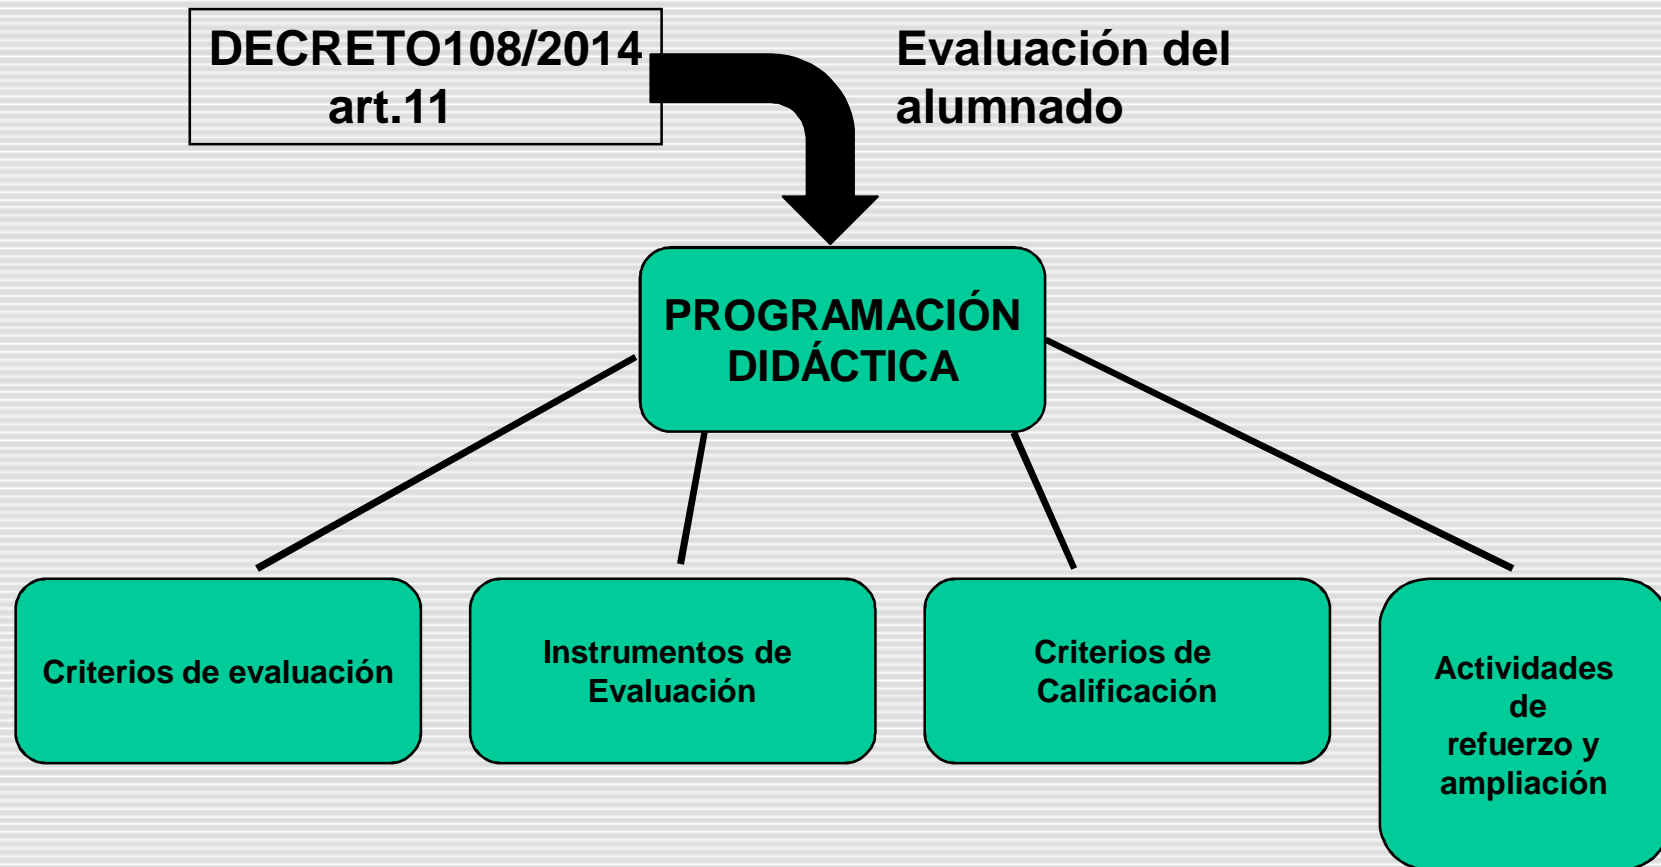 DECRETO108/2014
art.11
Evaluación del
alumnado
PROGRAMACIÓN
DIDÁCTICA
Criterios de evaluación
Instrumentos de
Evaluación
Criterios de
Calificación
Actividades
de
refuerzo y
ampliación